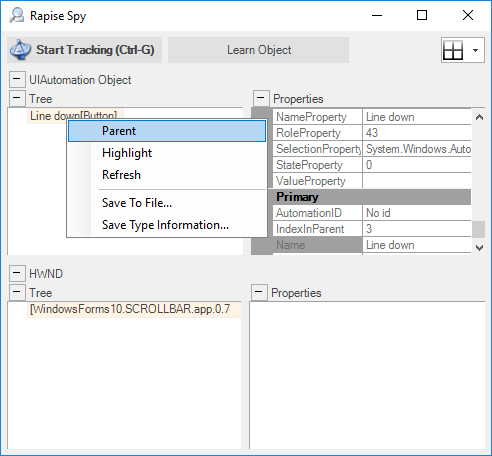 Rapise Spy
Start Tracking (Ctrl-G)
Learn Object
UIAutomation Object
Tree
Line down[Button]
Parent
Highlight
Refresh
Save To File...
Save Type Information...
Properties
NameProperty Line down
RoleProperty 43
SelectionProperty System.Windows.Auto
StateProperty 0
ValueProperty
Primary
AutomationID No id
IndexInParent 3
Name Line down
HWND
Tree
[WindowsForms10.SCROLLBAR.app.0.7
Properties